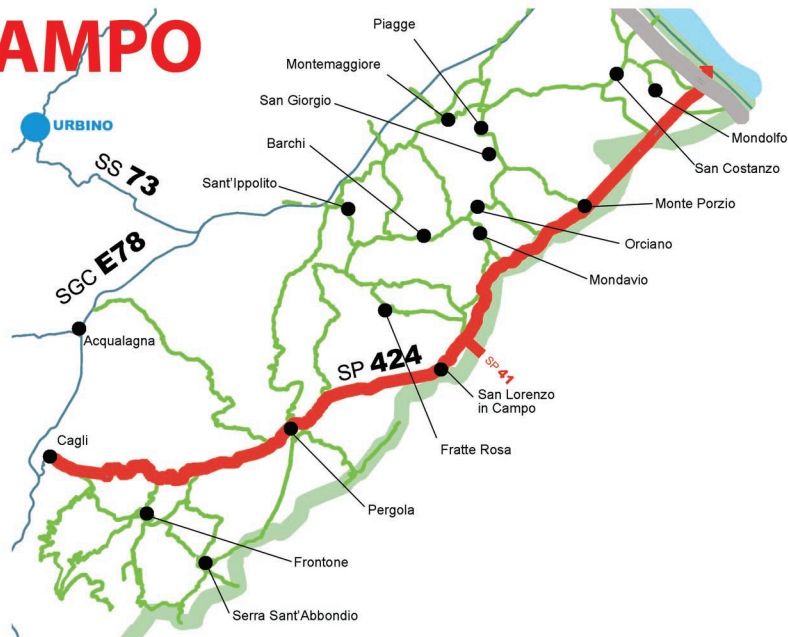 AMPO
Piagge
Montemaggiore
San Giorgio
Barchi
Sant'Ippolito
URBINO
SS 73
SGC E78
Mondolfo
San Costanzo
Monte Porzio
Orciano
Mondavio
Acqualagna
SP 424
SP 41
San Lorenzo
in Campo
Cagli
Fratte Rosa
Pergola
Frontone
Serra Sant'Abbondio